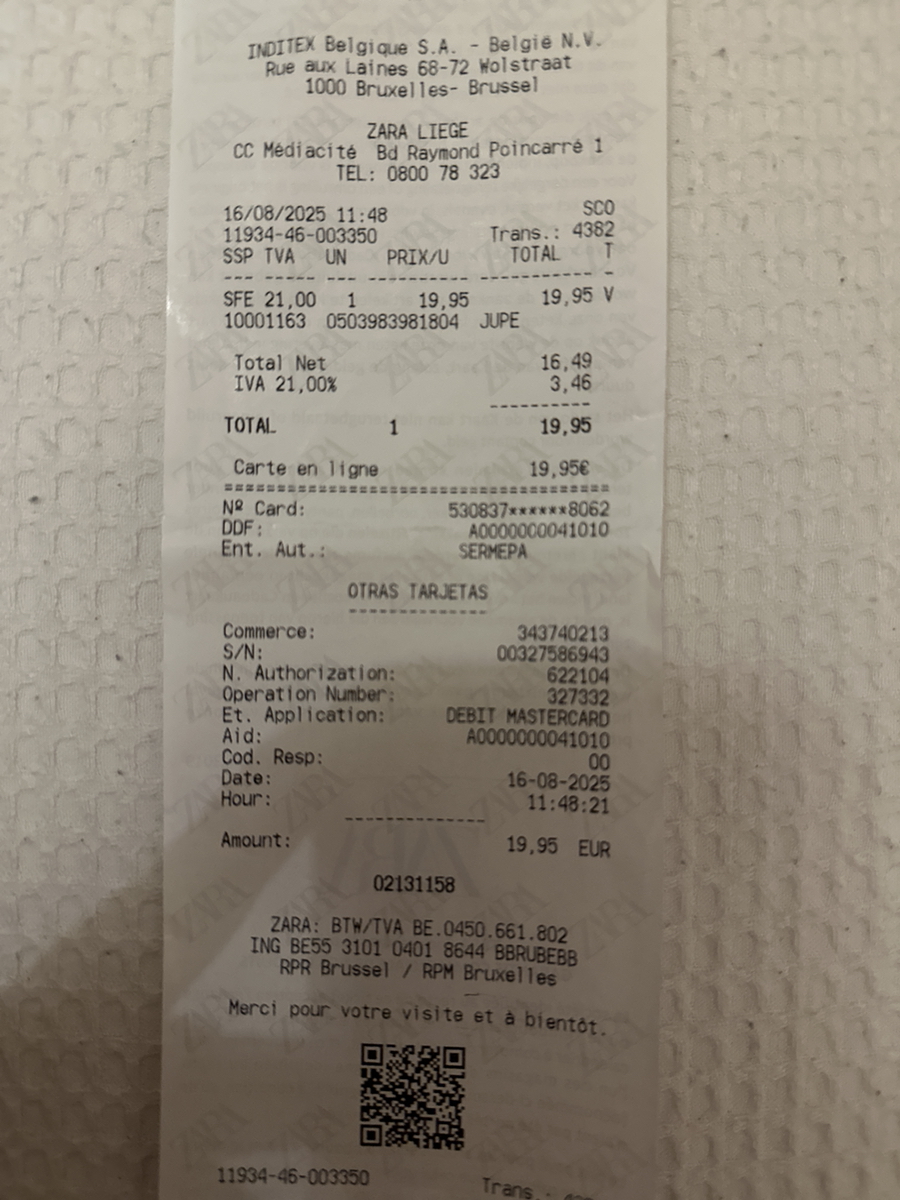 INDITEX Belgique S.A. - België N.V.
Rue aux Laines 68-72 Wolstraat
1000 Bruxelles- Brussel
ZARA LIEGE
CC Médiacité Bd Raymond Poincarré 1
TEL: 0800 78 323
16/08/2025 11:48 SCO
11934-46-003350 Trans.: 4382
SSP TVA UN PRIX/U TOTAL T
--- ----- --- ---------- ----------- -
SFE 21,00 1 19,95 19,95 V
10001163 0503983981804 JUPE
Total Net 16,49
IVA 21,00% 3,46
----------
TOTAL 1 19,95
Carte en ligne 19,95€
======================================
Nº Card: 530837******8062
DDF: A0000000041010
Ent. Aut.: SERMEPA
OTRAS TARJETAS
--------------
Commerce: 343740213
S/N: 00327586943
N. Authorization: 622104
Operation Number: 327332
Et. Application: DEBIT MASTERCARD
Aid: A0000000041010
Cod. Resp: 00
Date: 16-08-2025
Hour: 11:48:21
--------------
Amount: 19,95 EUR
02131158
ZARA: BTW/TVA BE.0450.661.802
ING BE55 3101 0401 8644 BBRUBEBB
RPR Brussel / RPM Bruxelles
Merci pour votre visite et à bientôt.
11934-46-003350 Trans.: